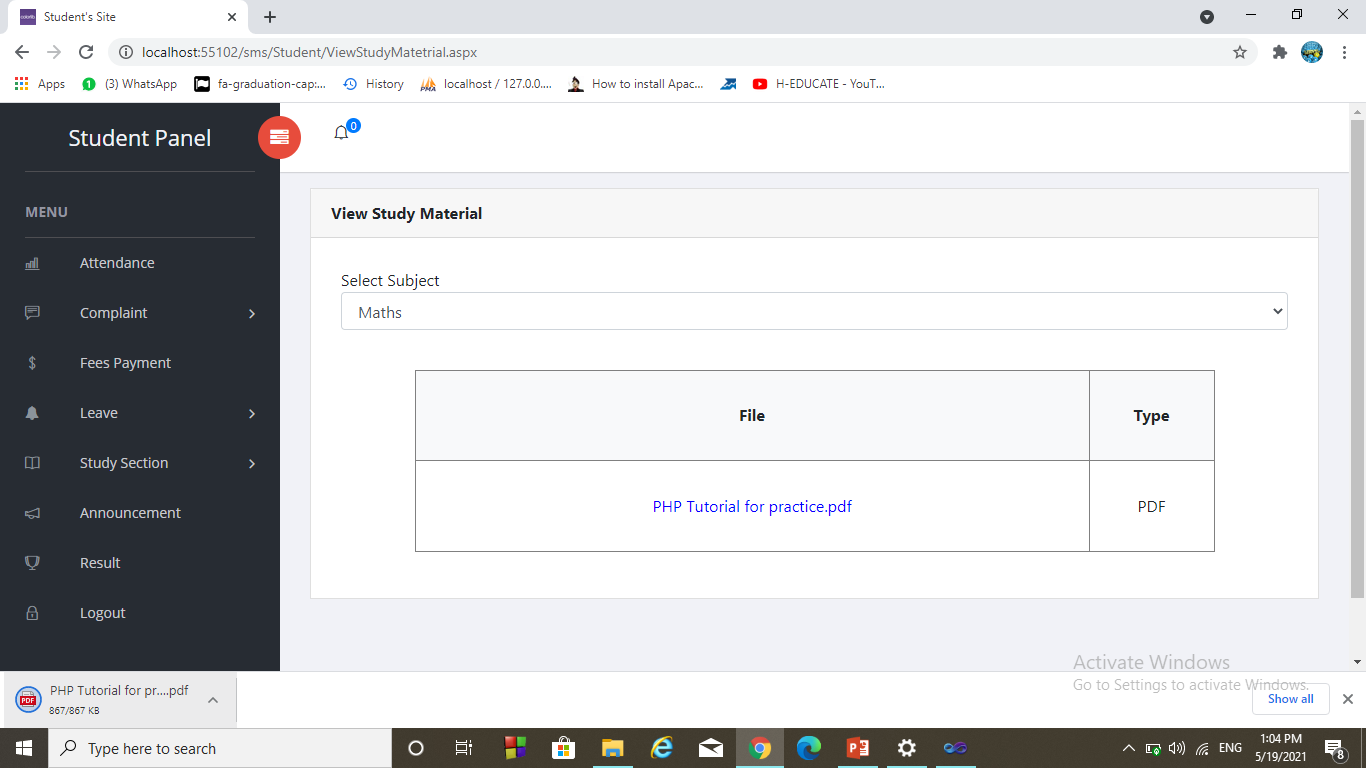 Student's Site
localhost:55102/sms/Student/ViewStudyMatetrial.aspx
Apps
1
(3) WhatsApp
fa-graduation-cap:...
History
PMA
localhost / 127.0.0....
How to install Apac...
H-EDUCATE - YouT...
Student Panel
0
MENU
Attendance
Complaint
Fees Payment
Leave
Study Section
Announcement
Result
Logout
View Study Material
Select Subject
Maths
File Type
PHP Tutorial for practice.pdf PDF
Activate Windows
Go to Settings to activate Windows.
PDF
PHP Tutorial for pr....pdf
867/867 KB
Show all
Type here to search
ENG
1:04 PM
5/19/2021
8